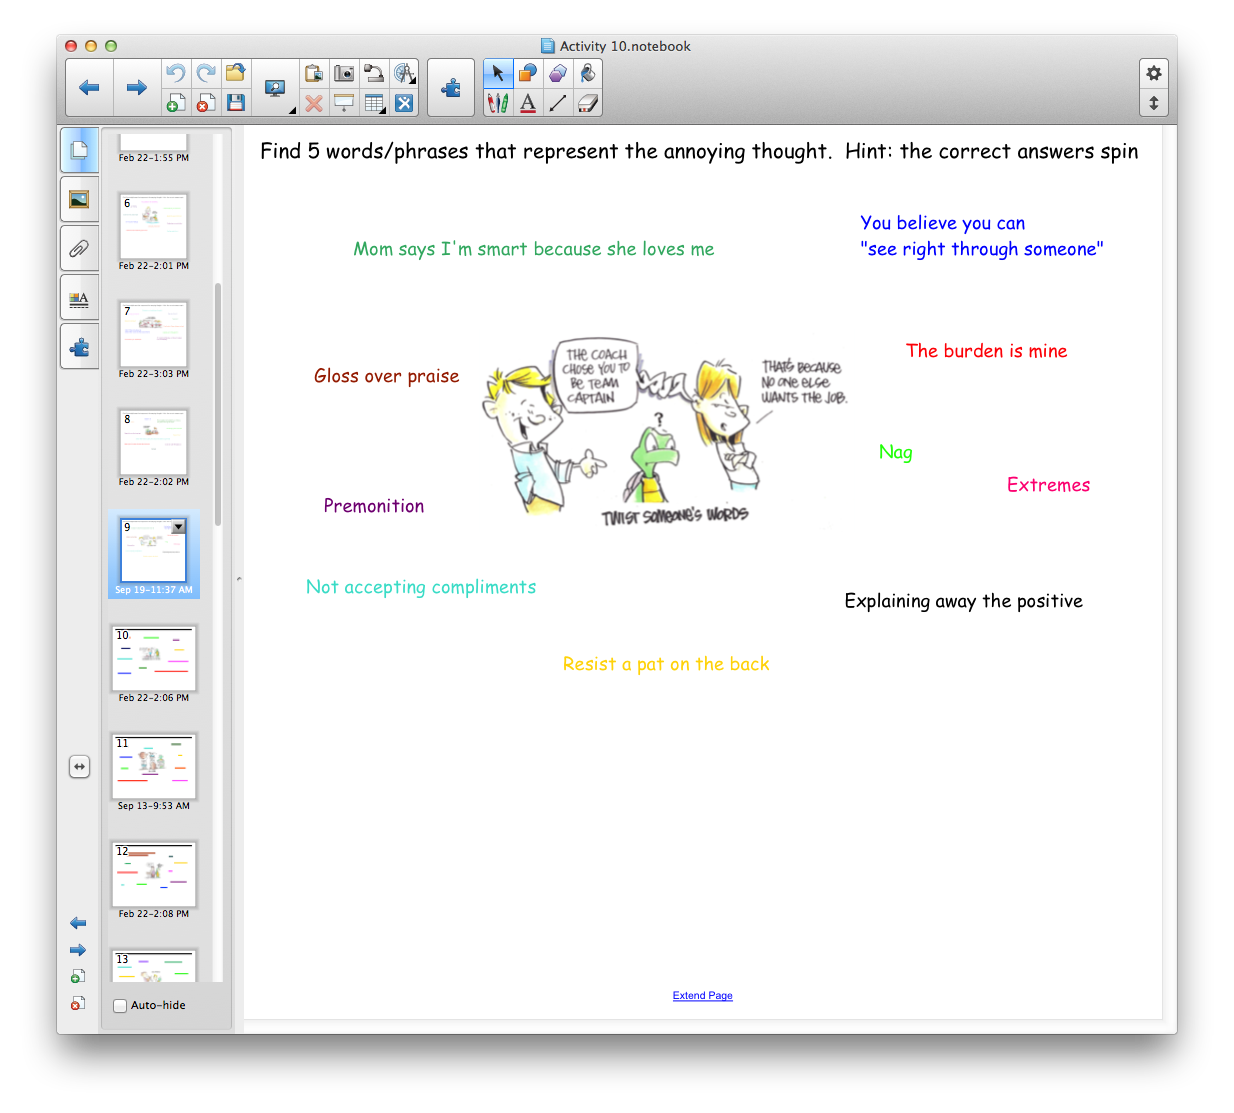 Activity 10.notebook
Feb 22-1:55 PM
6
Feb 22-2:01 PM
7
Feb 22-3:03 PM
8
Feb 22-2:02 PM
9
Sep 19-11:37 AM
10
Feb 22-2:06 PM
11
Sep 13-9:53 AM
12
Feb 22-2:08 PM
13
Auto-hide
Find 5 words/phrases that represent the annoying thought. Hint: the correct answers spin
Mom says I'm smart because she loves me
You believe you can
"see right through someone"
The burden is mine
Gloss over praise
THE COACH
CHOSE YOU TO
BE TEAM
CAPTAIN
THAT'S BECAUSE
NO ONE ELSE
WANTS THE JOB.
?
Nag
Extremes
Premonition
TWIST SOMEONE'S WORDS
Not accepting compliments
Explaining away the positive
Resist a pat on the back
Extend Page